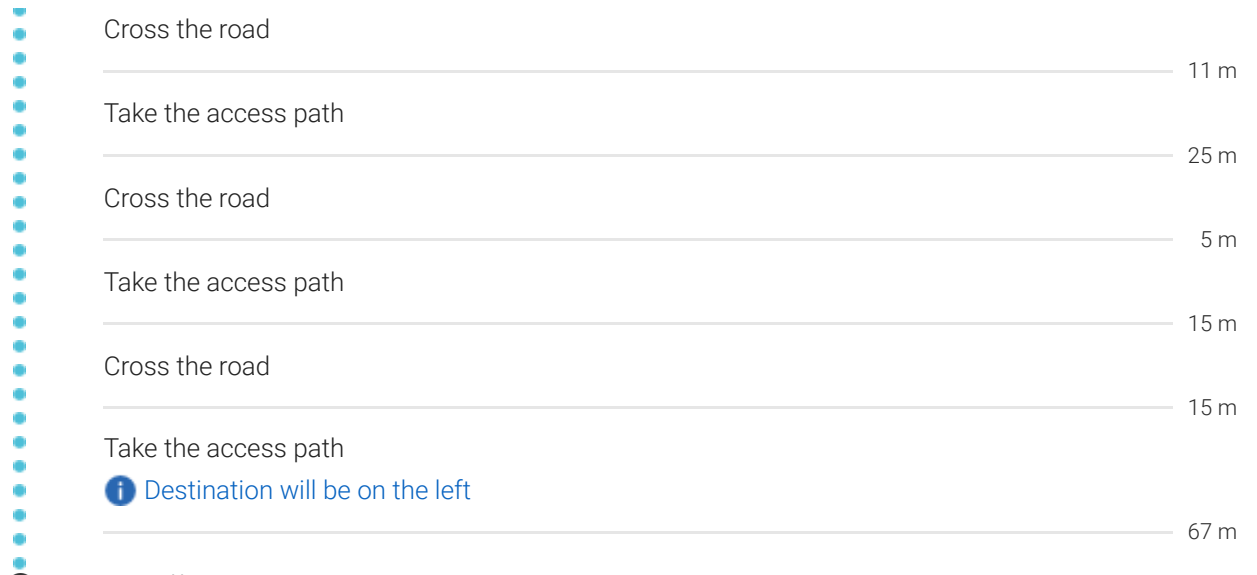 Cross the road
11 m
Take the access path
25 m
Cross the road
5 m
Take the access path
15 m
Cross the road
15 m
Take the access path
Destination will be on the left
67 m